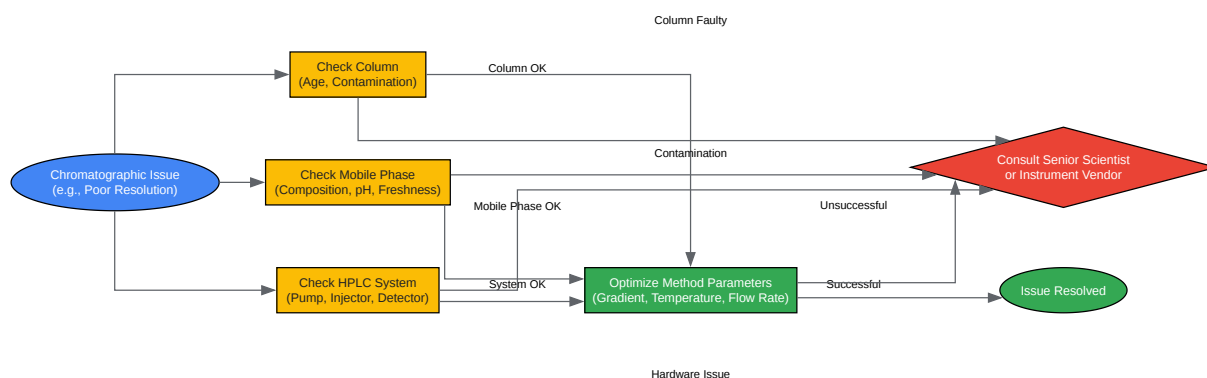 Column Faulty
Check Column
(Age, Contamination)
Column OK
Contamination
Consult Senior Scientist
or Instrument Vendor
Chromatographic Issue
(e.g., Poor Resolution)
Check Mobile Phase
(Composition, pH, Freshness)
Mobile Phase OK
Unsuccessful
Check HPLC System
(Pump, Injector, Detector)
System OK
Optimize Method Parameters
(Gradient, Temperature, Flow Rate)
Successful
Issue Resolved
Hardware Issue